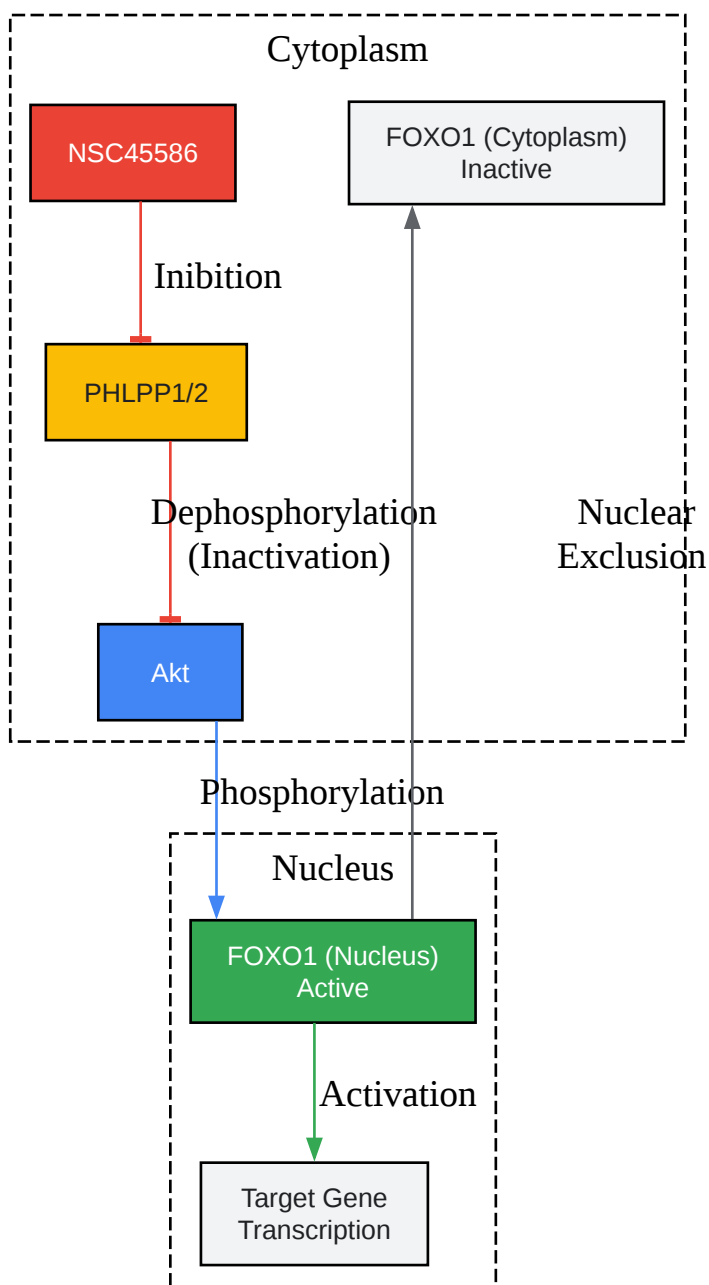 Cytoplasm
NSC45586
FOXO1 (Cytoplasm)
Inactive
Inibition
PHLPP1/2
Dephosphorylation
(Inactivation)
Nuclear
Exclusion
Akt
Phosphorylation
Nucleus
FOXO1 (Nucleus)
Active
Activation
Target Gene
Transcription